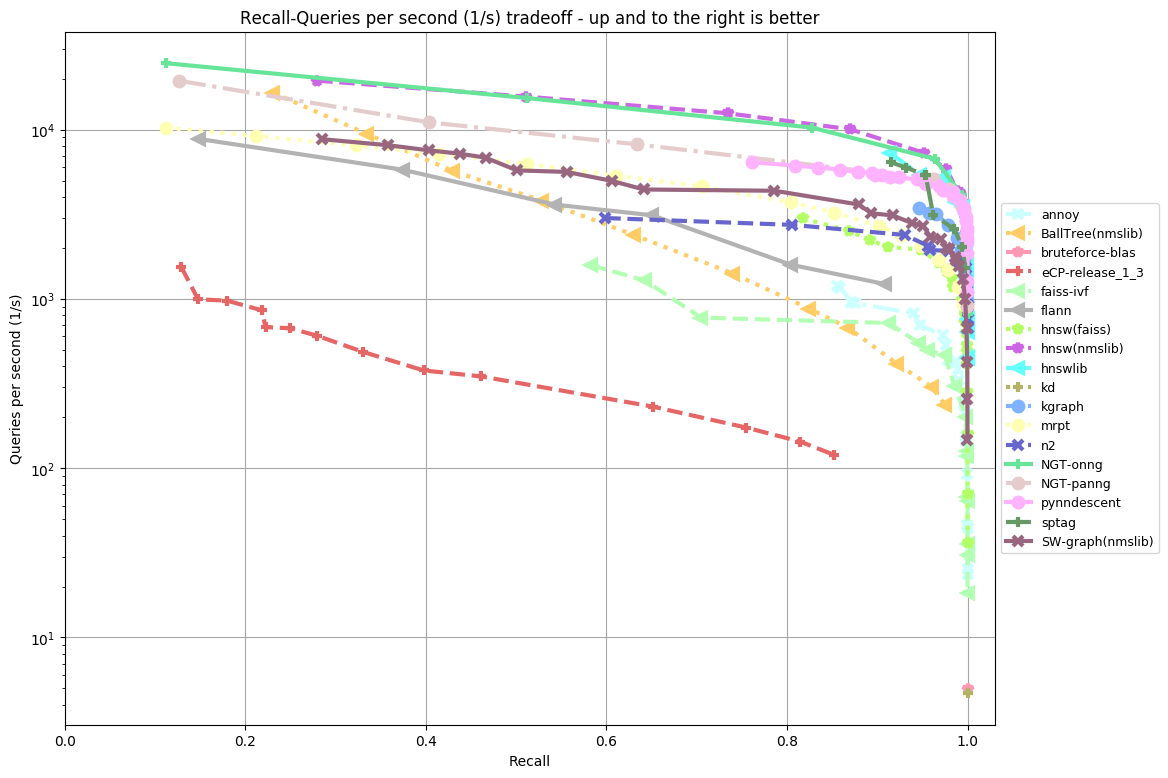 Recall-Queries per second (1/s) tradeoff - up and to the right is better
Queries per second (1/s)
10^4
10^3
10^2
10^1
0.0
0.2
0.4
0.6
0.8
1.0
Recall
annoy
BallTree(nmslib)
bruteforce-blas
eCP-release_1_3
faiss-ivf
flann
hnsw(faiss)
hnsw(nmslib)
hnswlib
kd
kgraph
mrpt
n2
NGT-onng
NGT-panng
pynndescent
sptag
SW-graph(nmslib)